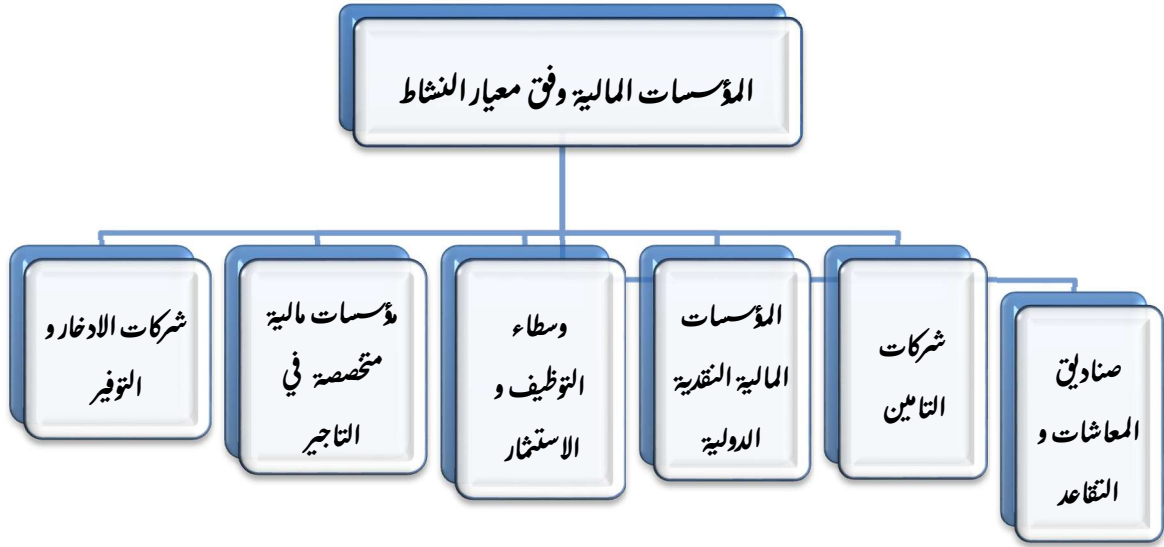 المؤسسات المالية وفق معيار النشاط
صناديق
المعاشات و
التقاعد
شركات
التامين
المؤسسات
المالية النقدية
الدولية
وسطاء
التوظيف و
الاستثمار
مؤسسات مالية
متخصصة في
التاجير
شركات الادخار و
التوفير